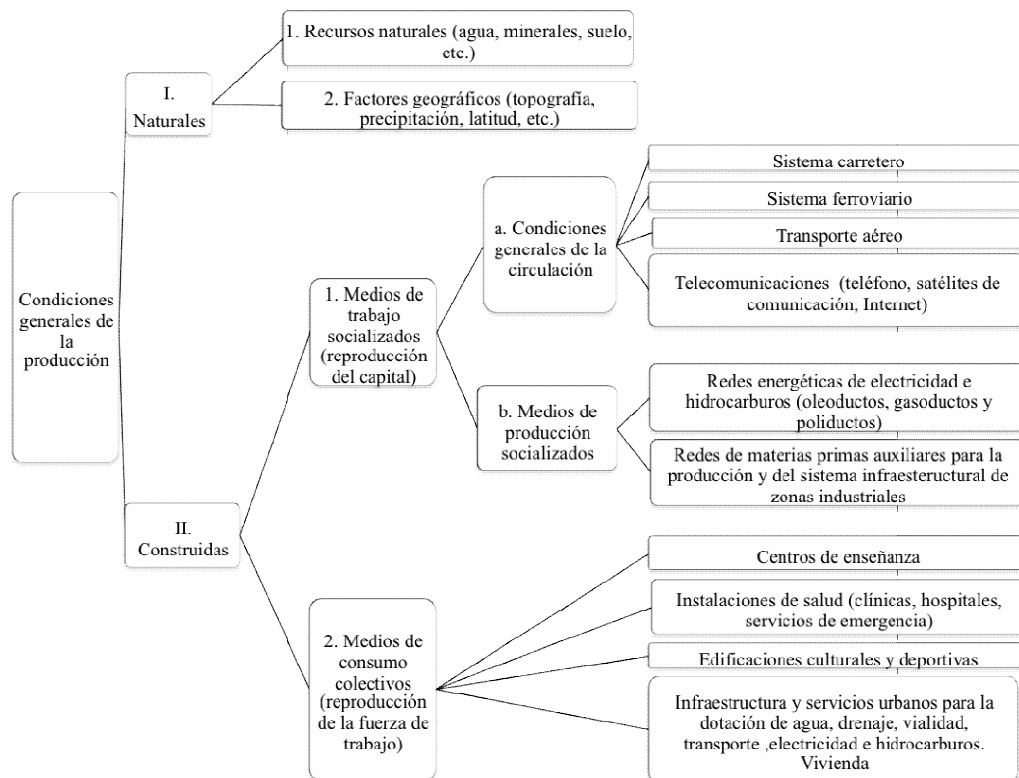 Condiciones
generales de
la
producción
I.
Naturales
1. Recursos naturales (agua, minerales, suelo,
etc.)
2. Factores geográficos (topografía,
precipitación, latitud, etc.)
II.
Construidas
1. Medios de
trabajo
socializados
(reproducción
del capital)
a. Condiciones
generales de la
circulación
Sistema carretero
Sistema ferroviario
Transporte aéreo
Telecomunicaciones (teléfono, satélites de
comunicación, Internet)
b. Medios de
producción
socializados
Redes energéticas de electricidad e
hidrocarburos (oleoductos, gasoductos y
poliductos)
Redes de materias primas auxiliares para la
producción y del sistema infraesteructural de
zonas industriales
2. Medios de
consumo
colectivos
(reproducción
de la fuerza de
trabajo)
Centros de enseñanza
Instalaciones de salud (clínicas, hospitales,
servicios de emergencia)
Edificaciones culturales y deportivas
Infraestructura y servicios urbanos para la
dotación de agua, drenaje, vialidad,
transporte ,electricidad e hidrocarburos.
Vivienda